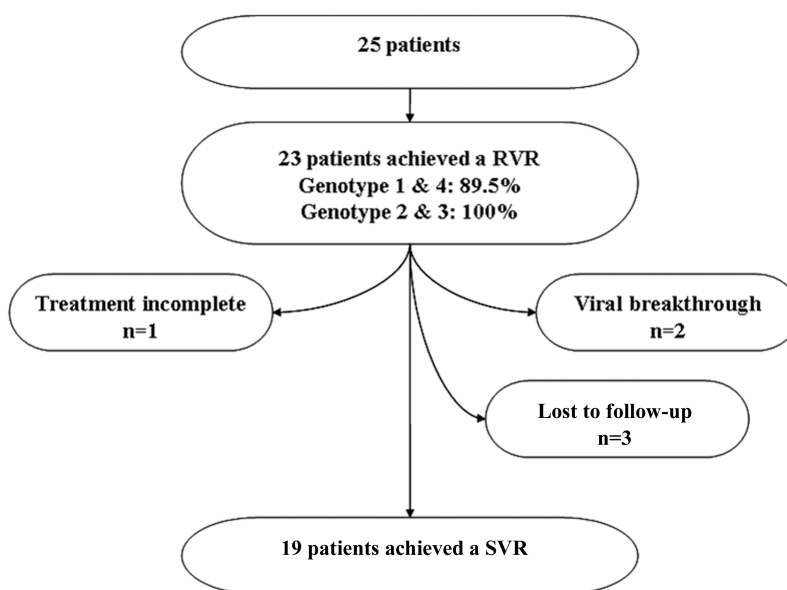 25 patients
23 patients achieved a RVR
Genotype 1 & 4: 89.5%
Genotype 2 & 3: 100%
Treatment incomplete
n=1
Viral breakthrough
n=2
Lost to follow-up
n=3
19 patients achieved a SVR